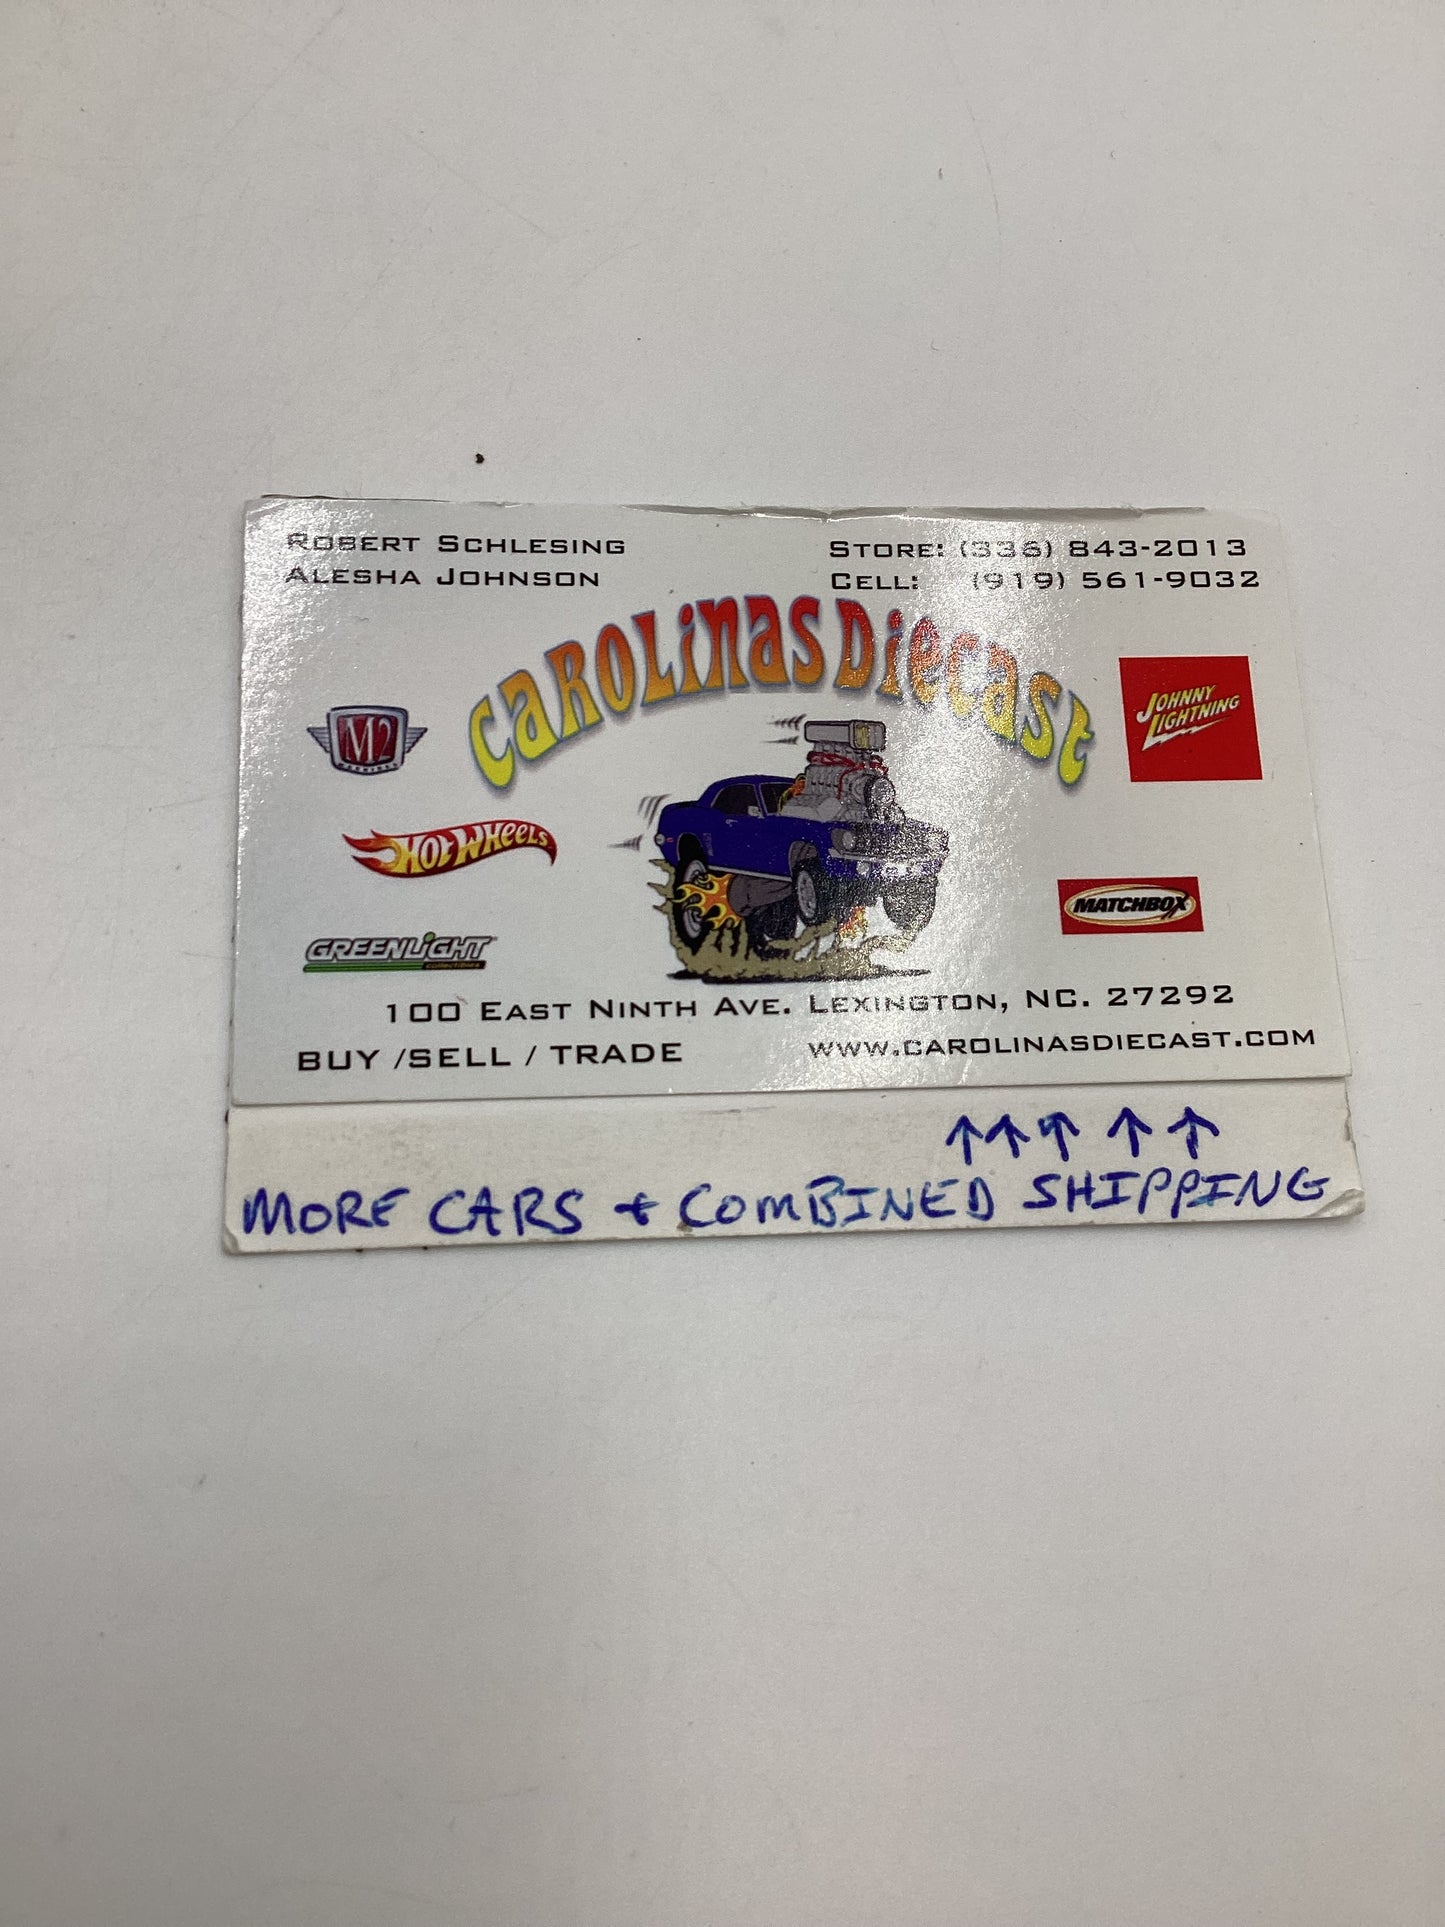 ROBERT SCHLESING
ALESHA JOHNSON
STORE: (336) 843-2013
CELL: (919) 561-9032
CAROLINAS DIECAST
M2
MACHINES
JOHNNY
LIGHTNING
HOT WHEELS
MATCHBOX
GREENLIGHT
collectibles
100 EAST NINTH AVE. LEXINGTON, NC. 27292
BUY /SELL / TRADE
WWW.CAROLINASDIECAST.COM
↑↑↑ ↑ ↑
MORE CARS + COMBINED SHIPPING